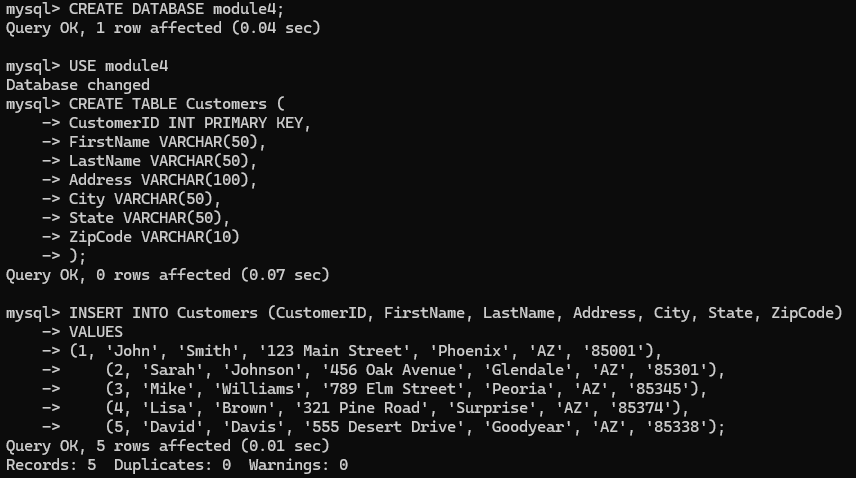 mysql> CREATE DATABASE module4;
Query OK, 1 row affected (0.04 sec)

mysql> USE module4
Database changed
mysql> CREATE TABLE Customers (
    -> CustomerID INT PRIMARY KEY,
    -> FirstName VARCHAR(50),
    -> LastName VARCHAR(50),
    -> Address VARCHAR(100),
    -> City VARCHAR(50),
    -> State VARCHAR(50),
    -> ZipCode VARCHAR(10)
    -> );
Query OK, 0 rows affected (0.07 sec)

mysql> INSERT INTO Customers (CustomerID, FirstName, LastName, Address, City, State, ZipCode)
    -> VALUES
    -> (1, 'John', 'Smith', '123 Main Street', 'Phoenix', 'AZ', '85001'),
    ->     (2, 'Sarah', 'Johnson', '456 Oak Avenue', 'Glendale', 'AZ', '85301'),
    ->     (3, 'Mike', 'Williams', '789 Elm Street', 'Peoria', 'AZ', '85345'),
    ->     (4, 'Lisa', 'Brown', '321 Pine Road', 'Surprise', 'AZ', '85374'),
    ->     (5, 'David', 'Davis', '555 Desert Drive', 'Goodyear', 'AZ', '85338');
Query OK, 5 rows affected (0.01 sec)
Records: 5  Duplicates: 0  Warnings: 0